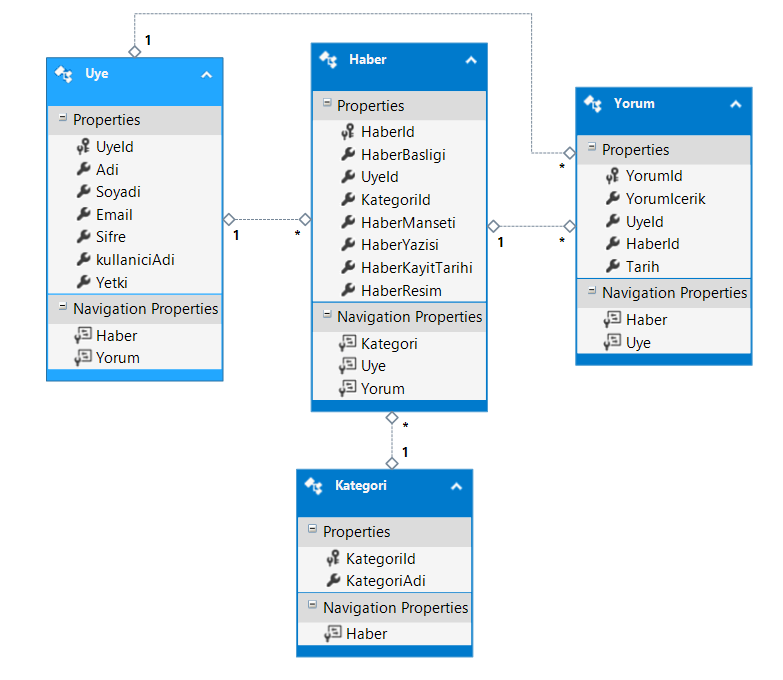 1
Uye
Properties
UyeId
Adi
Soyadi
Email
Sifre
kullaniciAdi
Yetki
Navigation Properties
Haber
Yorum
1
*
Haber
Properties
HaberId
HaberBasligi
UyeId
KategoriId
HaberManseti
HaberYazisi
HaberKayitTarihi
HaberResim
Navigation Properties
Kategori
Uye
Yorum
1
*
*
Yorum
Properties
YorumId
YorumIcerik
UyeId
HaberId
Tarih
Navigation Properties
Haber
Uye
*
1
Kategori
Properties
KategoriId
KategoriAdi
Navigation Properties
Haber